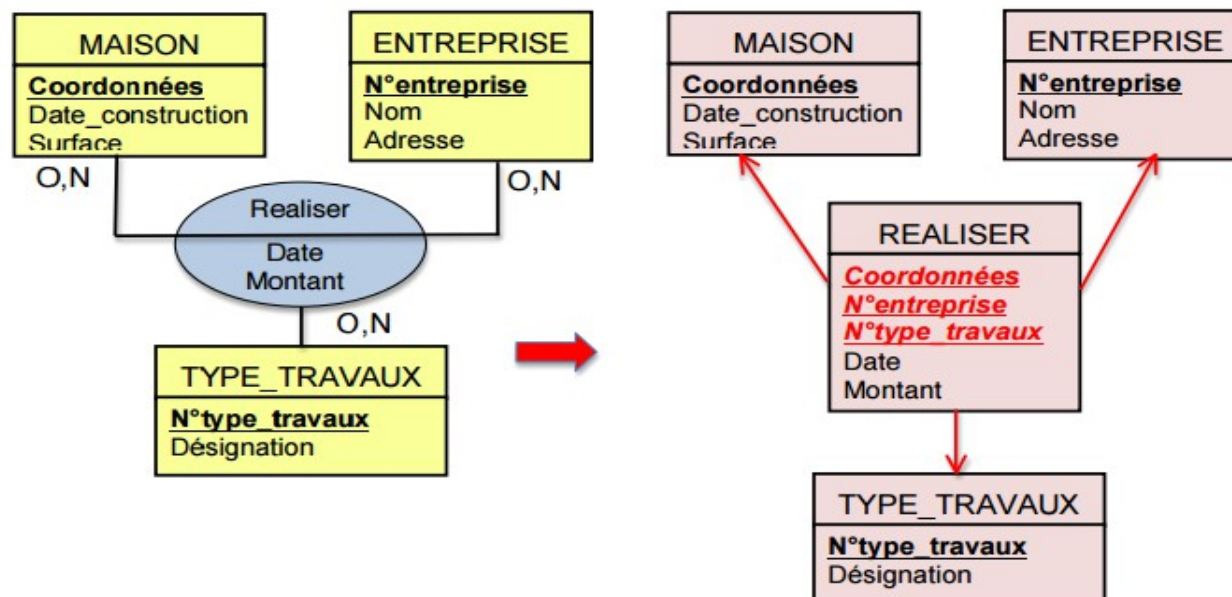 MAISON
Coordonnées
Date_construction
Surface
ENTREPRISE
N°entreprise
Nom
Adresse
O,N
O,N
Realiser
Date
Montant
O,N
TYPE_TRAVAUX
N°type_travaux
Désignation
MAISON
Coordonnées
Date_construction
Surface
ENTREPRISE
N°entreprise
Nom
Adresse
REALISER
Coordonnées
N°entreprise
N°type_travaux
Date
Montant
TYPE_TRAVAUX
N°type_travaux
Désignation